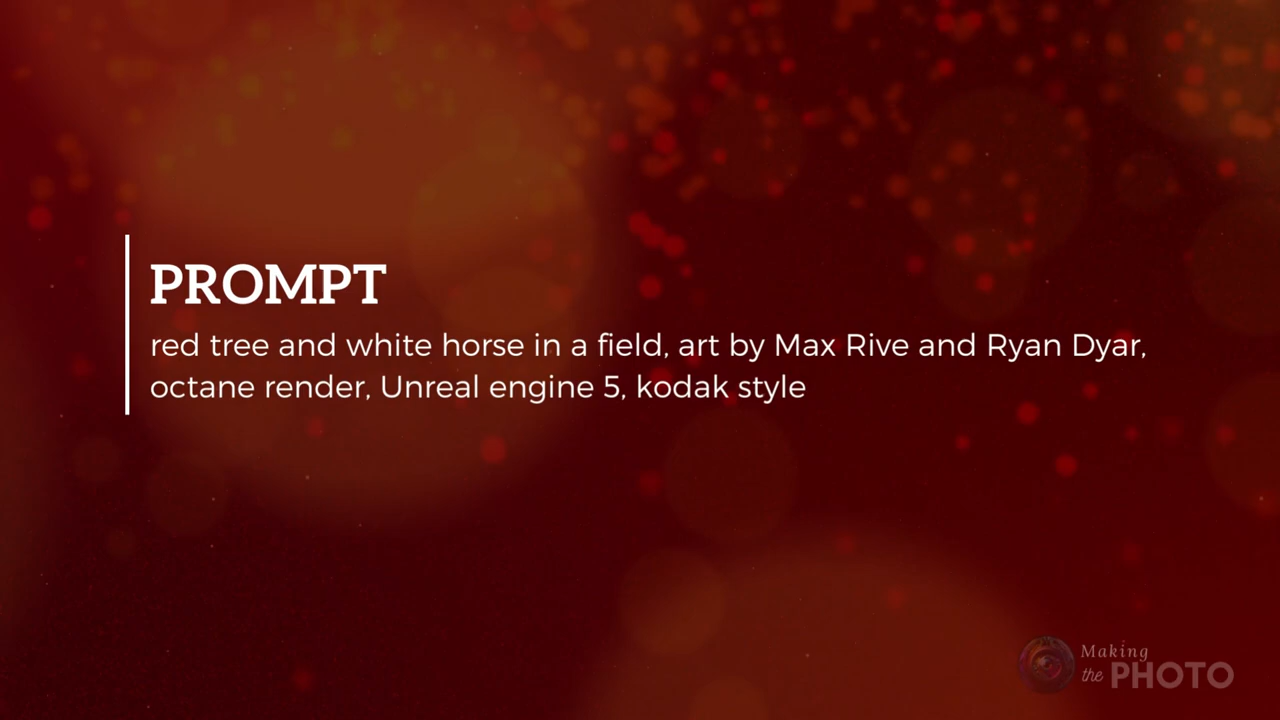 PROMPT
red tree and white horse in a field, art by Max Rive and Ryan Dyar,
octane render, Unreal engine 5, kodak style
Making
the PHOTO